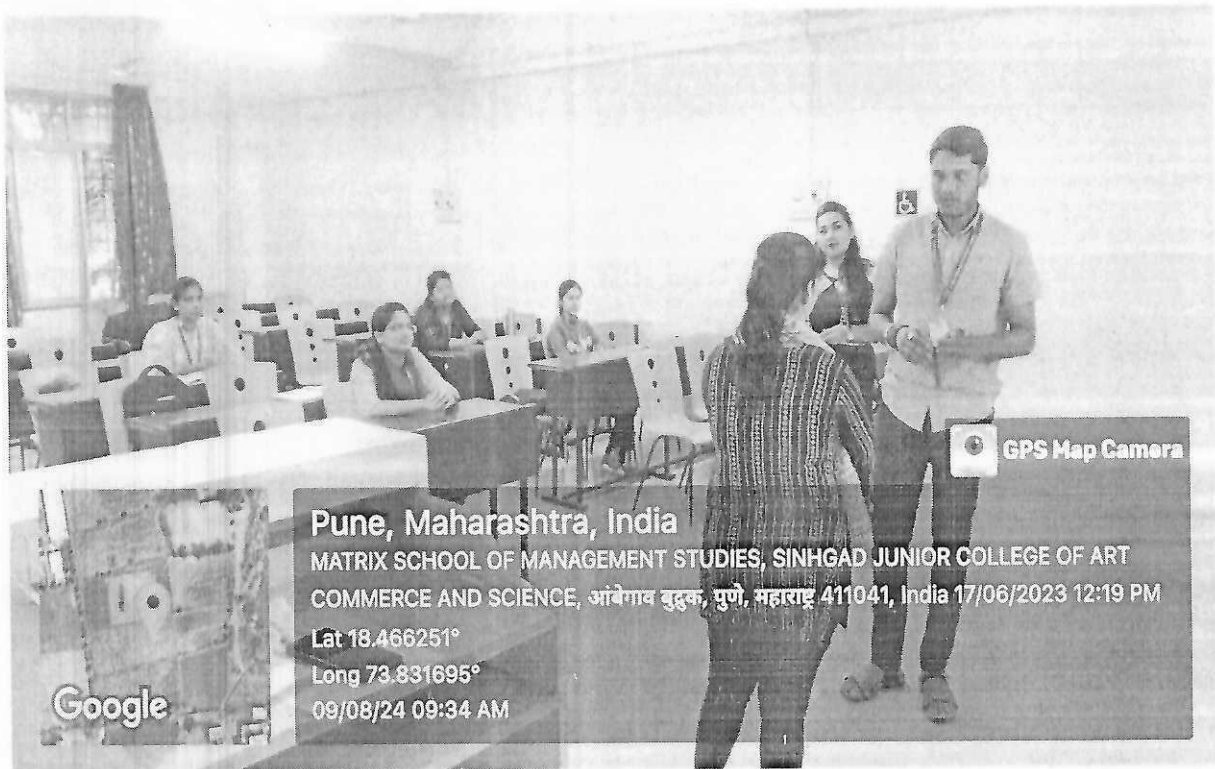 GPS Map Camera
Pune, Maharashtra, India
MATRIX SCHOOL OF MANAGEMENT STUDIES, SINHGAD JUNIOR COLLEGE OF ART
COMMERCE AND SCIENCE, आंबेगाव बुद्रुक, पुणे, महाराष्ट्र 411041, India 17/06/2023 12:19 PM
Lat 18.466251°
Long 73.831695°
09/08/24 09:34 AM
Google